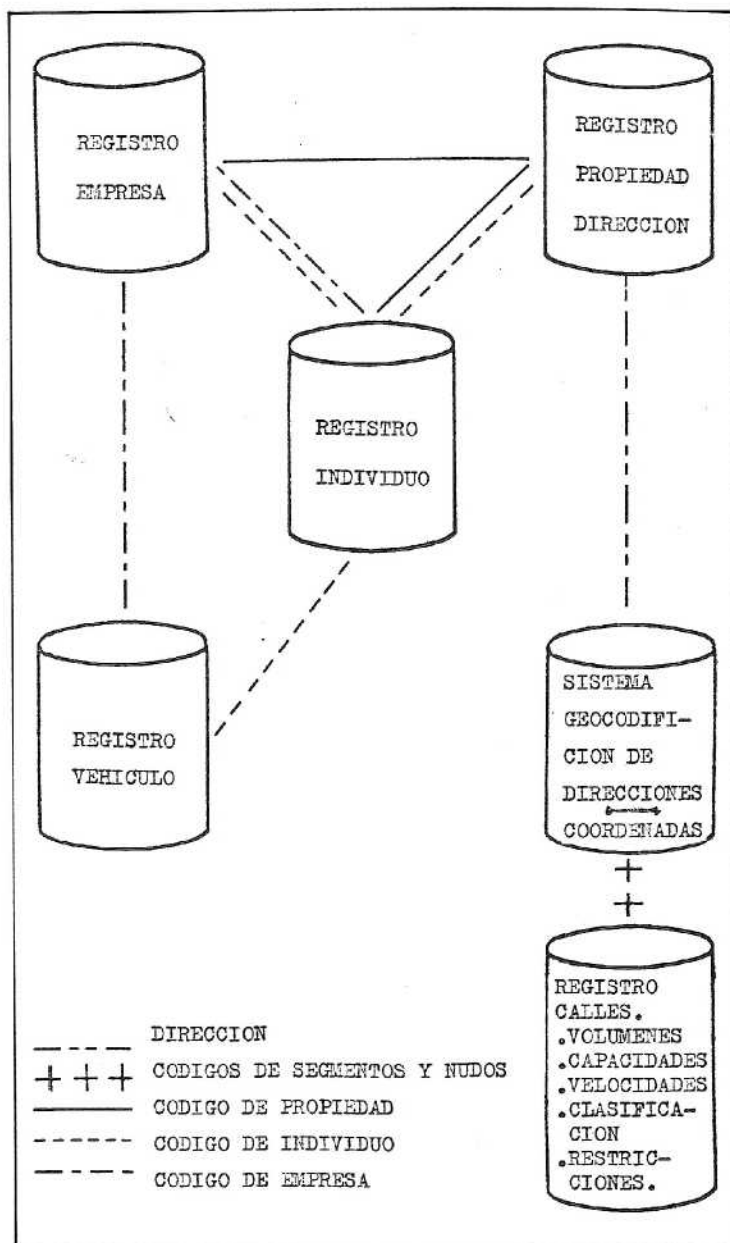 REGISTRO
EMPRESA
REGISTRO
PROPIEDAD
DIRECCION
REGISTRO
INDIVIDUO
REGISTRO
VEHICULO
SISTEMA
GEOCODIFI-
CION DE
DIRECCIONES
COORDENADAS
REGISTRO
CALLES.
.VOLUMENES
.CAPACIDADES
.VELOCIDADES
.CLASIFICA-
CION
.RESTRIC-
CIONES.
DIRECCION
CODIGOS DE SEGMENTOS Y NUDOS
CODIGO DE PROPIEDAD
CODIGO DE INDIVIDUO
CODIGO DE EMPRESA